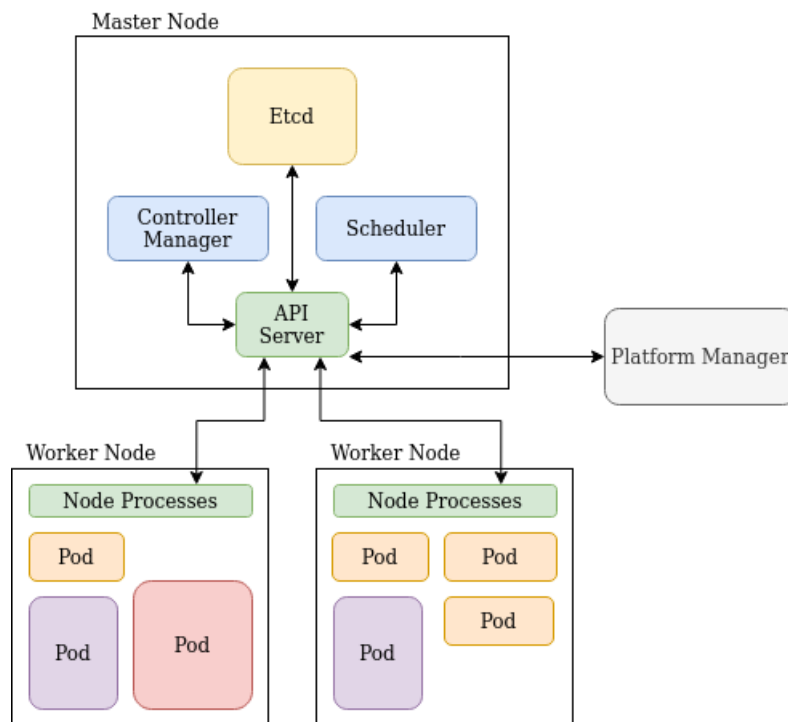 Master Node
Etcd
Controller
Manager
Scheduler
API
Server
Platform Manager
Worker Node
Node Processes
Pod
Pod
Pod
Worker Node
Node Processes
Pod
Pod
Pod
Pod